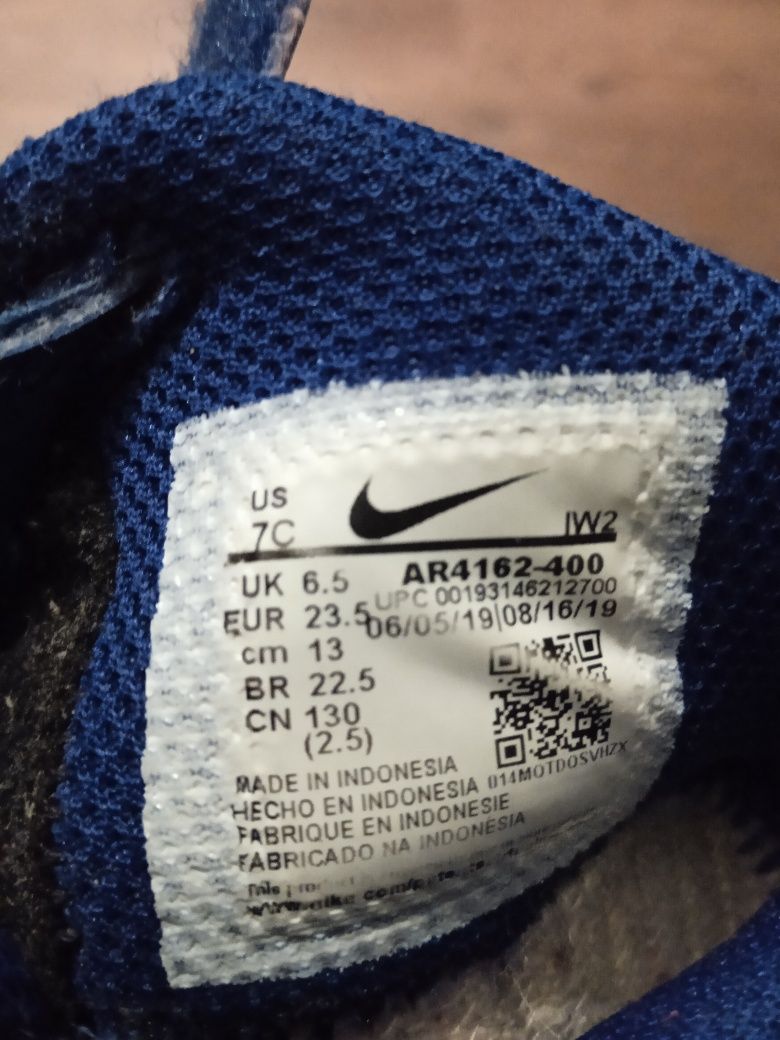 US
7C
IW2
UK 6.5
AR4162-400
UPC 00193146212700
EUR 23.5
06/05/19|08/16/19
cm 13
BR 22.5
CN 130
(2.5)
014MOTDOSVHZX
MADE IN INDONESIA
HECHO EN INDONESIA
FABRIQUE EN INDONESIE
FABRICADO NA INDONESIA
This product